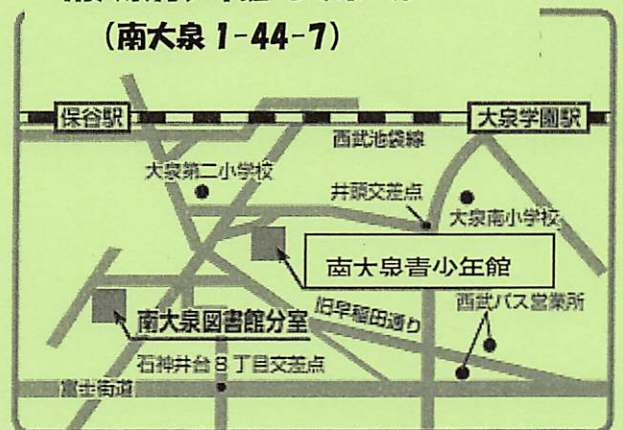 (南大泉 1-44-7)
保谷駅
大泉学園駅
西武池袋線
大泉第二小学校
井頭交差点
大泉南小学校
南大泉青少年館
西武バス営業所
南大泉図書館分室
旧早稲田通り
石神井台8丁目交差点
富士街道